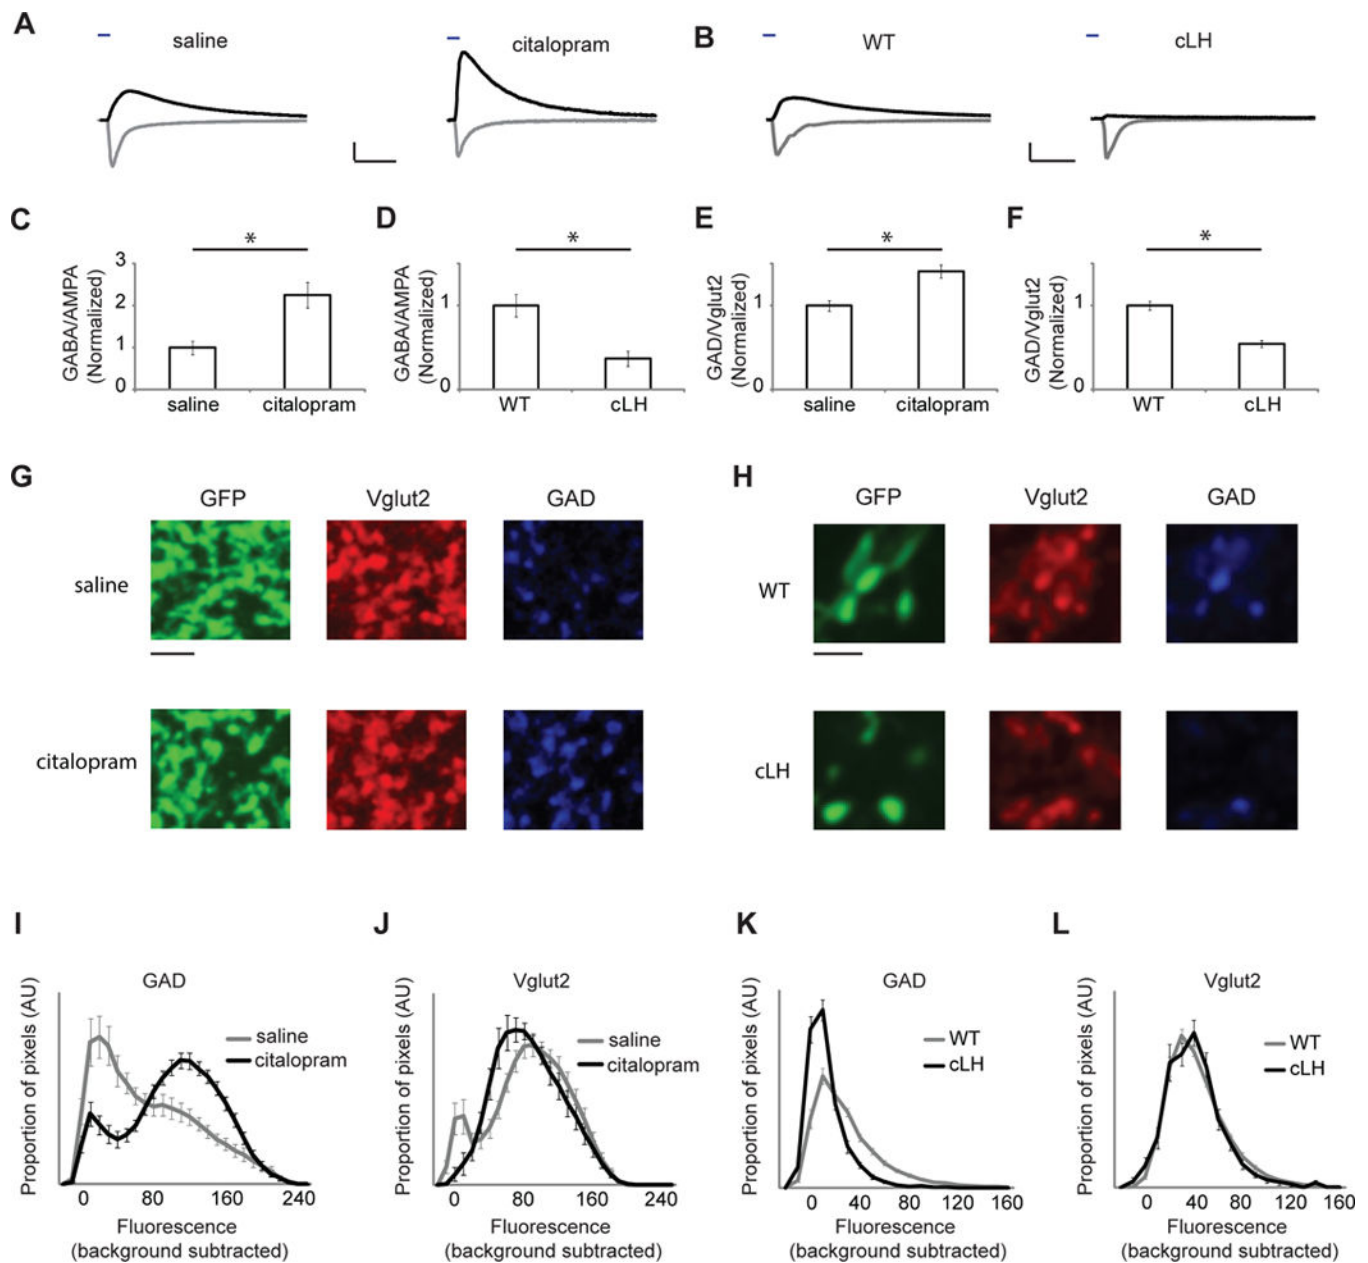 A
saline
citalopram
B
WT
cLH
C
GABA/AMPA
(Normalized)
3
2
1
0
*
saline
citalopram
D
GABA/AMPA
(Normalized)
1
0
*
WT
cLH
E
GAD/Vglut2
(Normalized)
1
0
*
saline
citalopram
F
GAD/Vglut2
(Normalized)
1
0
*
WT
cLH
G
GFP
Vglut2
GAD
saline
citalopram
H
GFP
Vglut2
GAD
WT
cLH
I
GAD
Proportion of pixels (AU)
saline
citalopram
0 80 160 240
Fluorescence
(background subtracted)
J
Vglut2
Proportion of pixels (AU)
saline
citalopram
0 80 160 240
Fluorescence
(background subtracted)
K
GAD
Proportion of pixels (AU)
WT
cLH
0 40 80 120 160
Fluorescence
(background subtracted)
L
Vglut2
Proportion of pixels (AU)
WT
cLH
0 40 80 120 160
Fluorescence
(background subtracted)